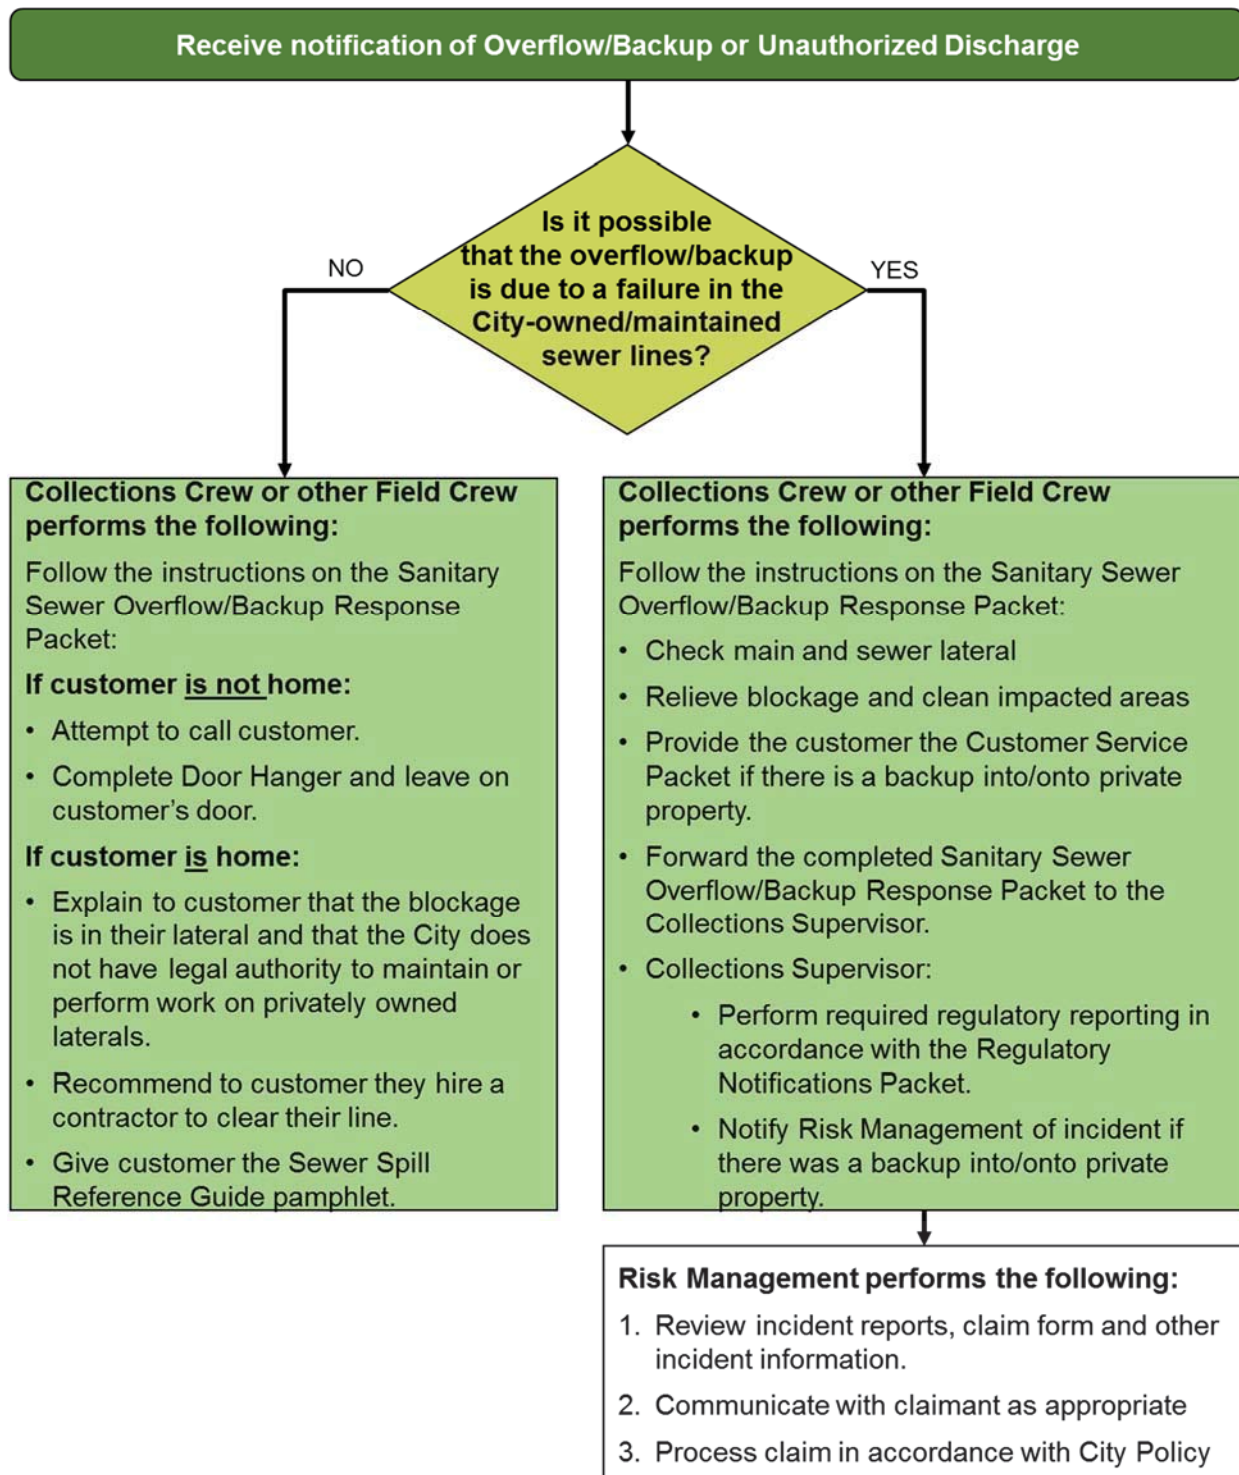 Receive notification of Overflow/Backup or Unauthorized Discharge
Is it possible
that the overflow/backup
is due to a failure in the
City-owned/maintained
sewer lines?
NO
YES
Collections Crew or other Field Crew
performs the following:
Follow the instructions on the Sanitary
Sewer Overflow/Backup Response
Packet:
If customer is not home:
• Attempt to call customer.
• Complete Door Hanger and leave on
customer's door.
If customer is home:
• Explain to customer that the blockage
is in their lateral and that the City does
not have legal authority to maintain or
perform work on privately owned
laterals.
• Recommend to customer they hire a
contractor to clear their line.
• Give customer the Sewer Spill
Reference Guide pamphlet.
Collections Crew or other Field Crew
performs the following:
Follow the instructions on the Sanitary Sewer
Overflow/Backup Response Packet:
• Check main and sewer lateral
• Relieve blockage and clean impacted areas
• Provide the customer the Customer Service
Packet if there is a backup into/onto private
property.
• Forward the completed Sanitary Sewer
Overflow/Backup Response Packet to the
Collections Supervisor.
• Collections Supervisor:
• Perform required regulatory reporting in
accordance with the Regulatory
Notifications Packet.
• Notify Risk Management of incident if
there was a backup into/onto private
property.
Risk Management performs the following:
1. Review incident reports, claim form and other
incident information.
2. Communicate with claimant as appropriate
3. Process claim in accordance with City Policy